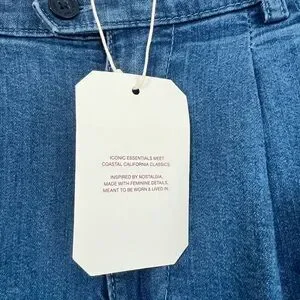 ICONIC ESSENTIALS MEET
COASTAL CALIFORNIA CLASSICS.
INSPIRED BY NOSTALGIA,
MADE WITH FEMININE DETAILS,
MEANT TO BE WORN & LIVED IN.